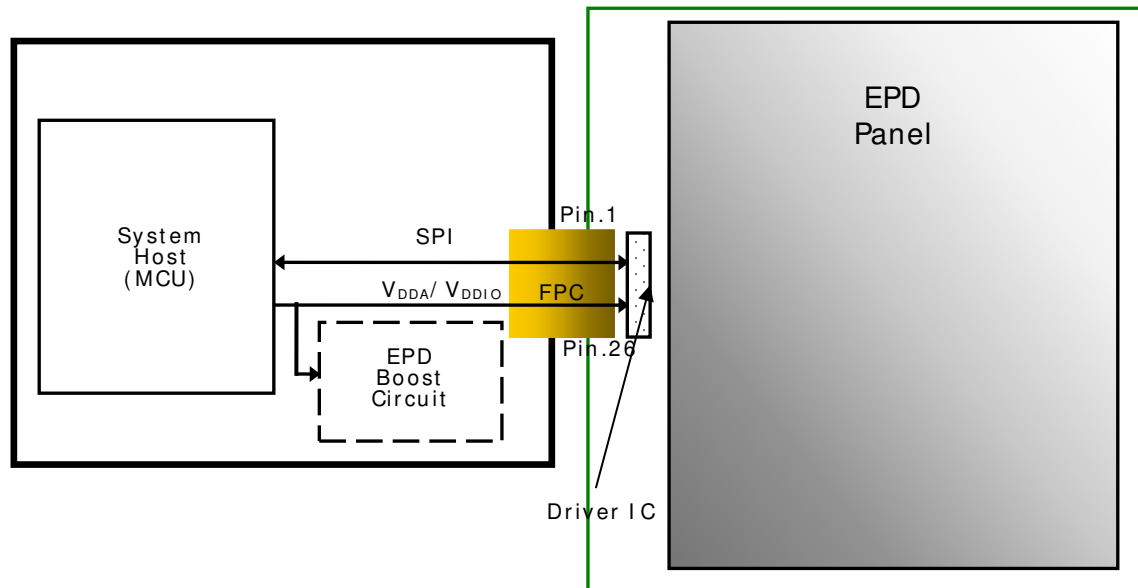 EPD
Panel
System
Host
(MCU)
SPI
Pin.1
VDDA/ VDDIO
FPC
Pin.26
EPD
Boost
Circuit
Driver IC